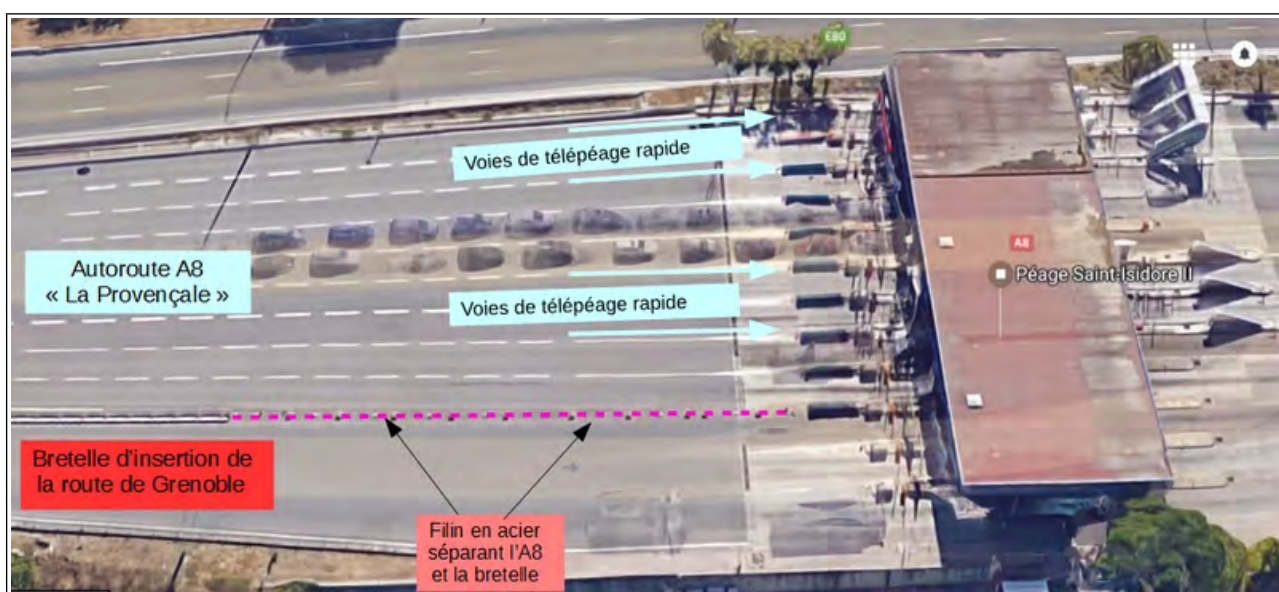 E80
Voies de télépéage rapide
A8
Péage Saint-Isidore II
Autoroute A8
« La Provençale »
Voies de télépéage rapide
Bretelle d'insertion de
la route de Grenoble
Filin en acier
séparant l'A8
et la bretelle